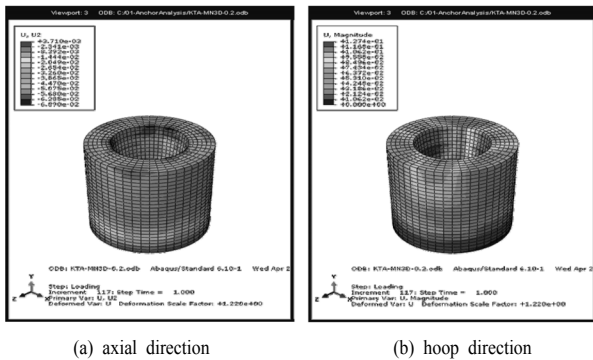 Viewport: 3 ODB: C:/01-AnchorAnalysis/KTA-MN3D-0.2.odb
U, U2
+3.710e-03
-2.341e-03
-8.392e-03
-1.444e-02
-2.049e-02
-2.654e-02
-3.260e-02
-3.865e-02
-4.470e-02
-5.075e-02
-5.680e-02
-6.285e-02
-6.890e-02
ODB: KTA-MN3D-0.2.odb Abaqus/Standard 6.10-1 Wed Apr 2
Step: Loading
Increment 117: Step Time = 1.000
Primary Var: U, U2
Deformed Var: U Deformation Scale Factor: +1.220e+00
Y
Z X
(a) axial direction
Viewport: 3 ODB: C:/01-AnchorAnalysis/KTA-MN3D-0.2.odb
U, Magnitude
+1.274e-01
+1.168e-01
+1.062e-01
+9.558e-02
+8.496e-02
+7.434e-02
+6.372e-02
+5.310e-02
+4.248e-02
+3.186e-02
+2.124e-02
+1.062e-02
+0.000e+00
ODB: KTA-MN3D-0.2.odb Abaqus/Standard 6.10-1 Wed Apr 2
Step: Loading
Increment 117: Step Time = 1.000
Primary Var: U, Magnitude
Deformed Var: U Deformation Scale Factor: +1.220e+00
Y
Z X
(b) hoop direction